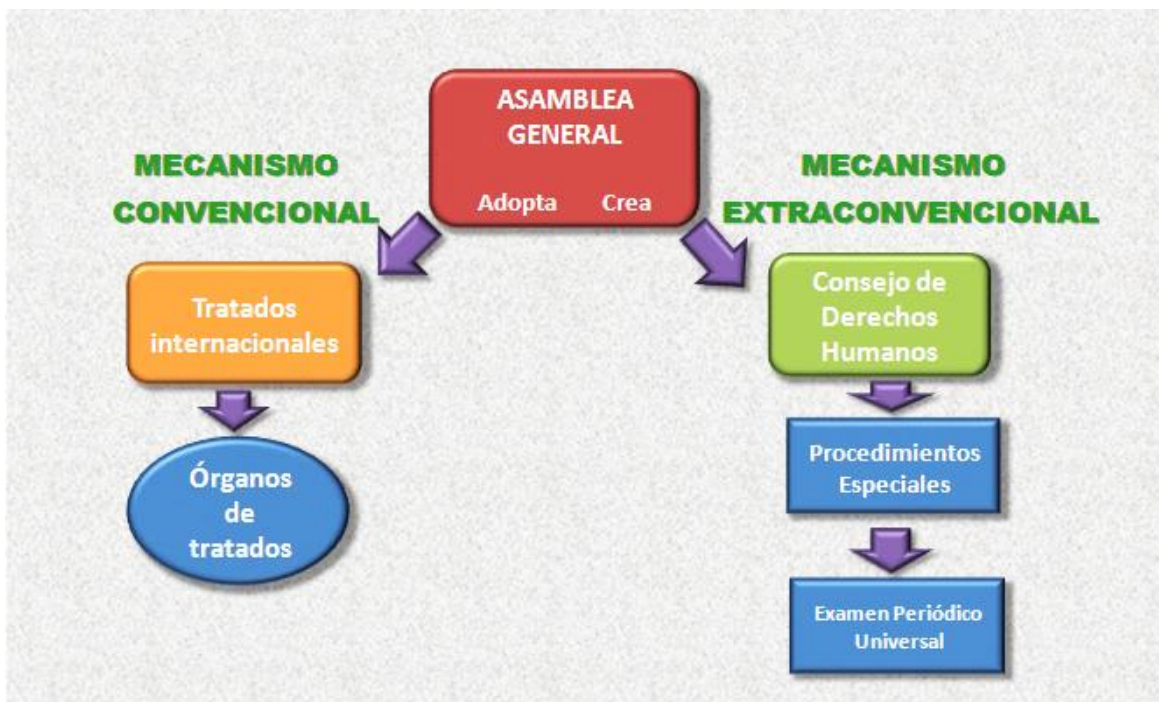 ASAMBLEA
GENERAL
Adopta Crea
MECANISMO
CONVENCIONAL
MECANISMO
EXTRACONVENCIONAL
Tratados
internacionales
Órganos
de
tratados
Consejo de
Derechos
Humanos
Procedimientos
Especiales
Examen Periódico
Universal